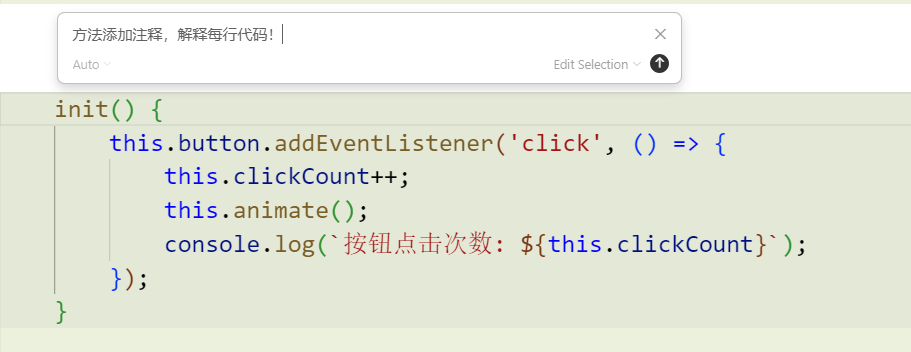 方法添加注释，解释每行代码！
Auto
Edit Selection
init() {
    this.button.addEventListener('click', () => {
        this.clickCount++;
        this.animate();
        console.log(`按钮点击次数: ${this.clickCount}`);
    });
}